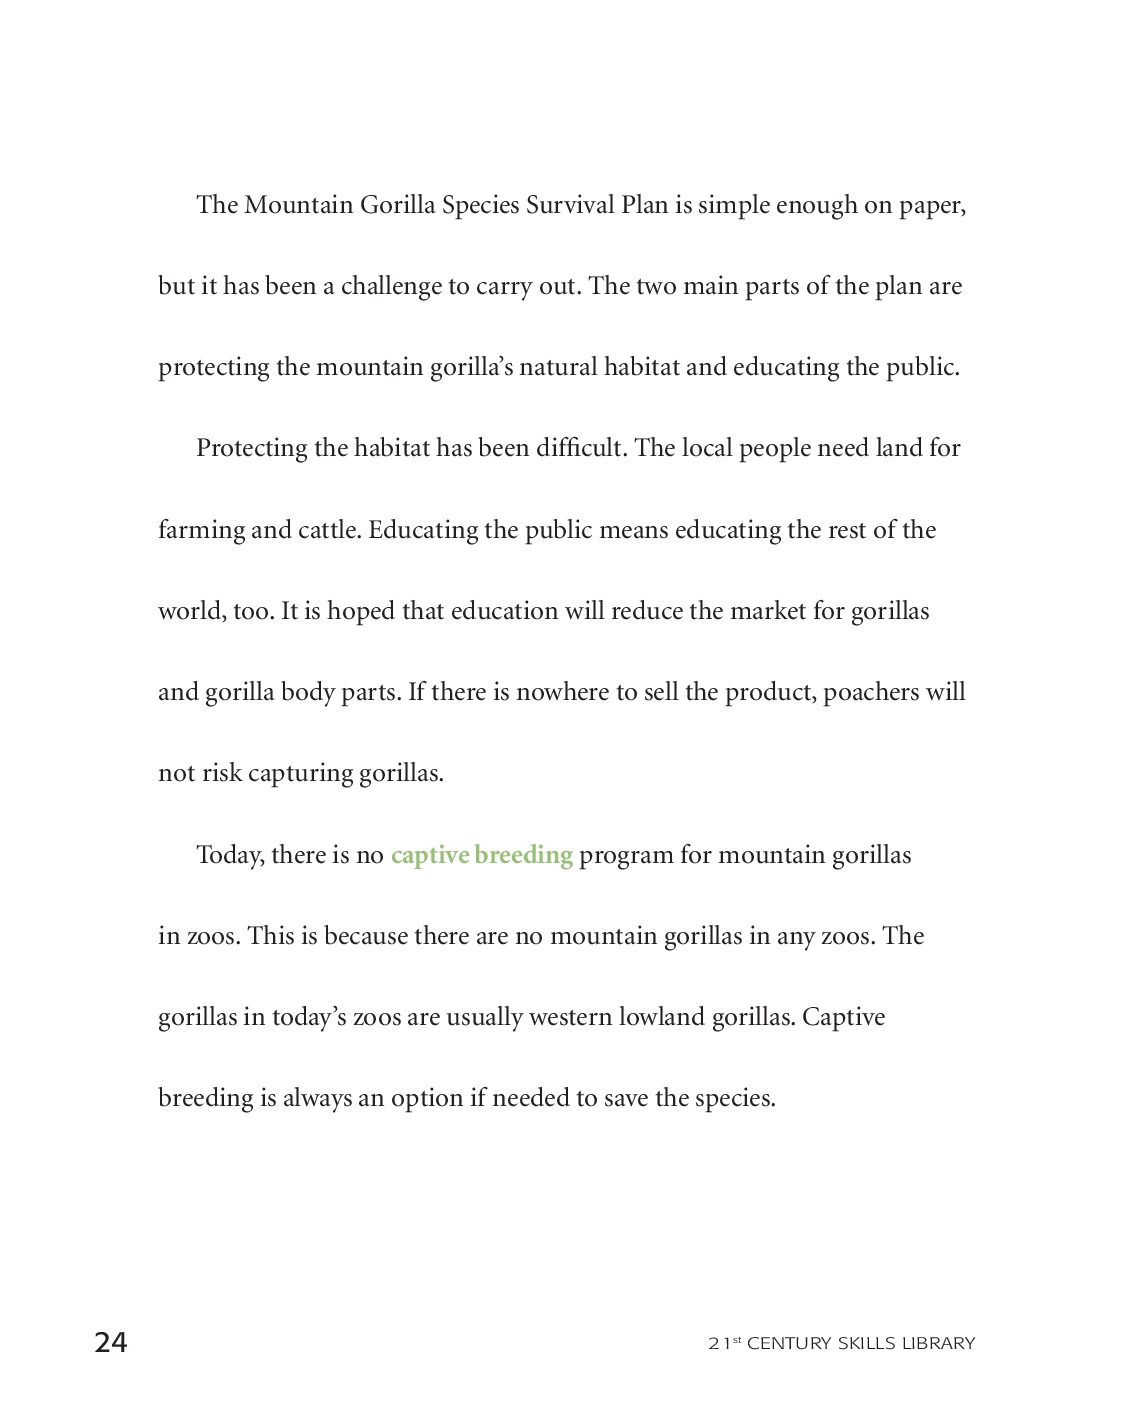 The Mountain Gorilla Species Survival Plan is simple enough on paper,
but it has been a challenge to carry out. The two main parts of the plan are
protecting the mountain gorilla’s natural habitat and educating the public.
Protecting the habitat has been difficult. The local people need land for
farming and cattle. Educating the public means educating the rest of the
world, too. It is hoped that education will reduce the market for gorillas
and gorilla body parts. If there is nowhere to sell the product, poachers will
not risk capturing gorillas.
Today, there is no captive breeding program for mountain gorillas
in zoos. This is because there are no mountain gorillas in any zoos. The
gorillas in today’s zoos are usually western lowland gorillas. Captive
breeding is always an option if needed to save the species.
24
21st CENTURY SKILLS LIBRARY